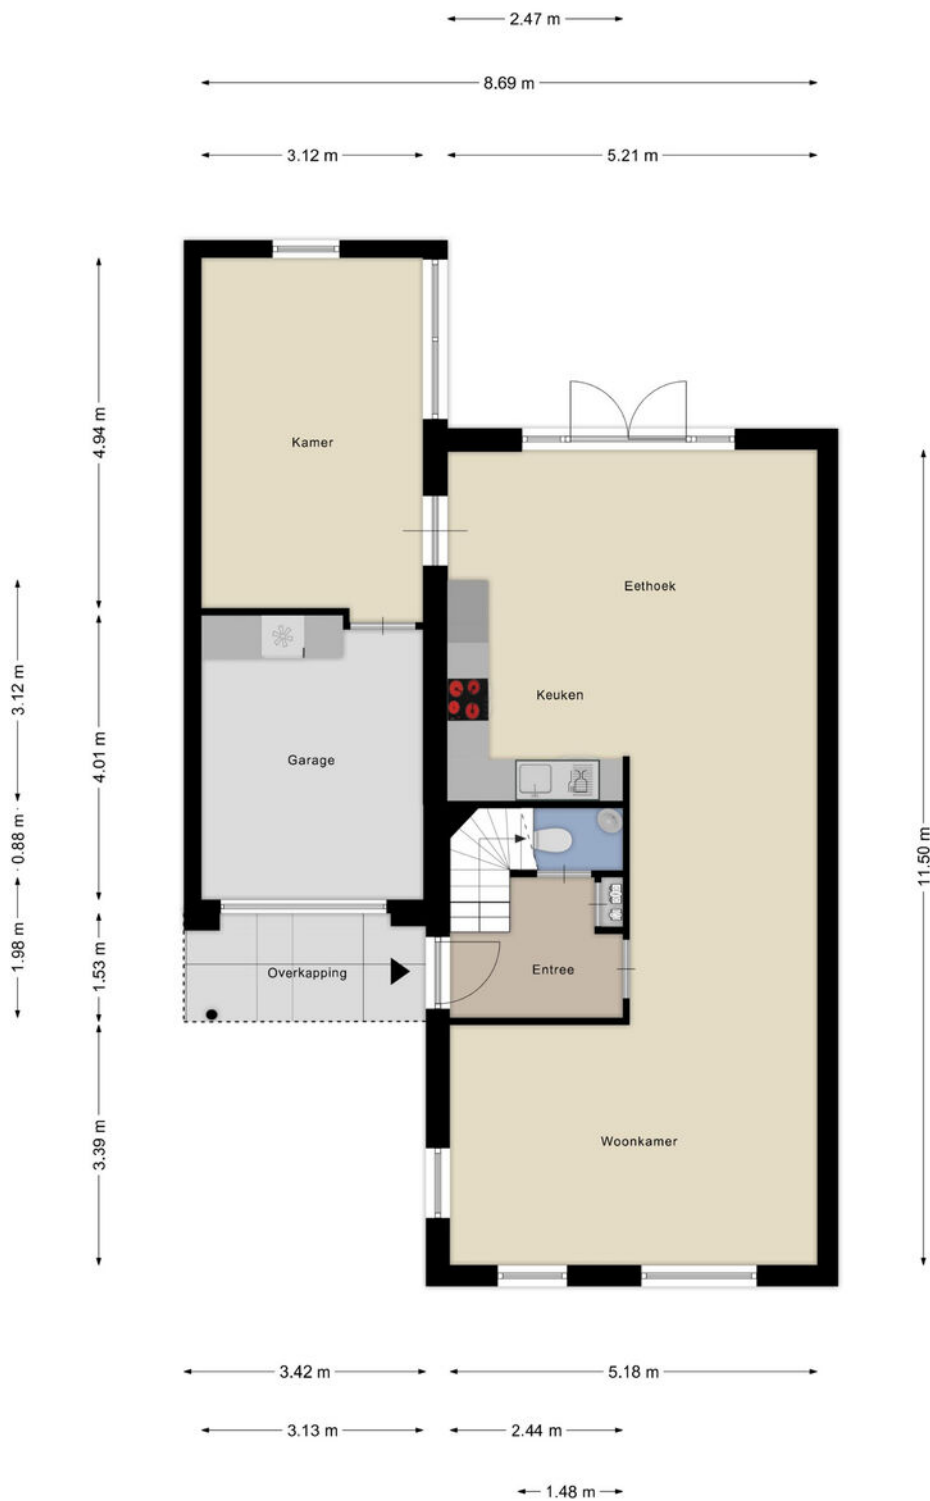 2.47 m
8.69 m
3.12 m
5.21 m
4.94 m
Kamer
Eethoek
Keuken
3.12 m
4.01 m
Garage
0.88 m
11.50 m
1.98 m
1.53 m
Overkapping
Entree
3.39 m
Woonkamer
3.42 m
5.18 m
3.13 m
2.44 m
1.48 m